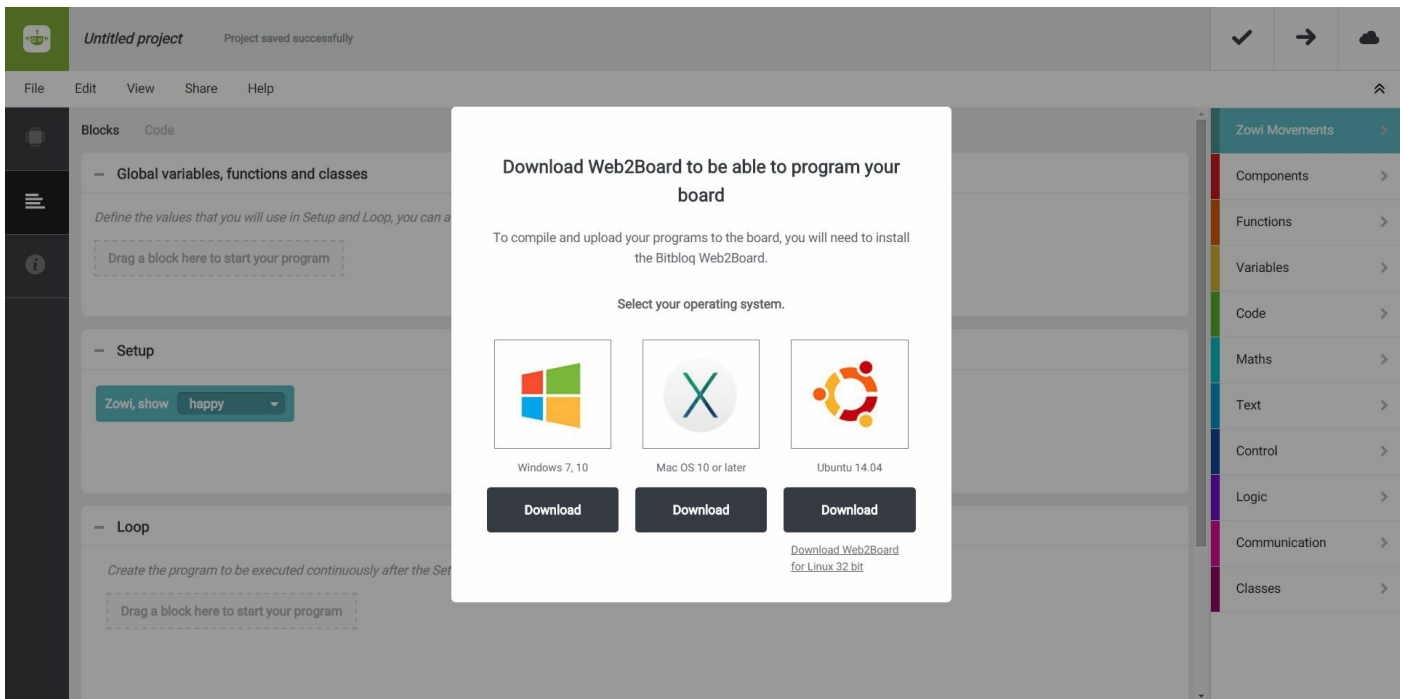 Untitled project
Project saved successfully
File
Edit
View
Share
Help
Blocks
Code
Global variables, functions and classes
Define the values that you will use in Setup and Loop, you can a
Drag a block here to start your program
Setup
Zowi, show
happy
Loop
Create the program to be executed continuously after the Set
Drag a block here to start your program
Download Web2Board to be able to program your
board
To compile and upload your programs to the board, you will need to install
the Bitbloq Web2Board.
Select your operating system.
Windows 7, 10
Mac OS 10 or later
Ubuntu 14.04
Download
Download
Download
Download Web2Board
for Linux 32 bit
Zowi Movements
Components
Functions
Variables
Code
Maths
Text
Control
Logic
Communication
Classes